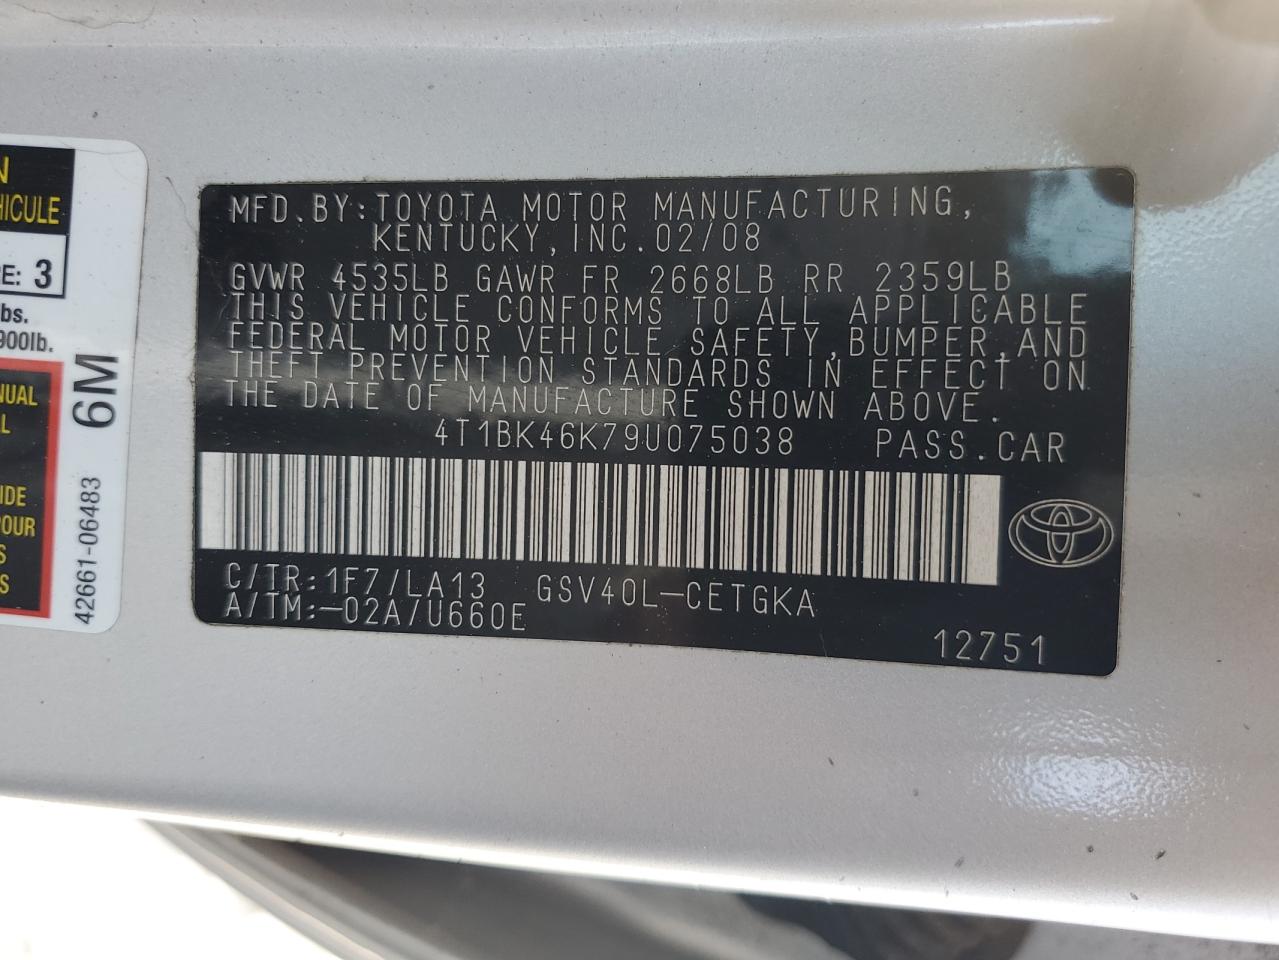 N
HICULE
RE: 3
lbs.
900lb.
NUAL
L
IDE
POUR
S
S
6M
42661-06483
MFD.BY:TOYOTA MOTOR MANUFACTURING,
KENTUCKY,INC.02/08
GVWR 4535LB GAWR FR 2668LB RR 2359LB
THIS VEHICLE CONFORMS TO ALL APPLICABLE
FEDERAL MOTOR VEHICLE SAFETY,BUMPER,AND
THEFT PREVENTION STANDARDS IN EFFECT ON
THE DATE OF MANUFACTURE SHOWN ABOVE.
4T1BK46K79U075038 PASS.CAR
C/TR:1F7/LA13 GSV40L-CETGKA
A/TM:-02A/U660E
12751